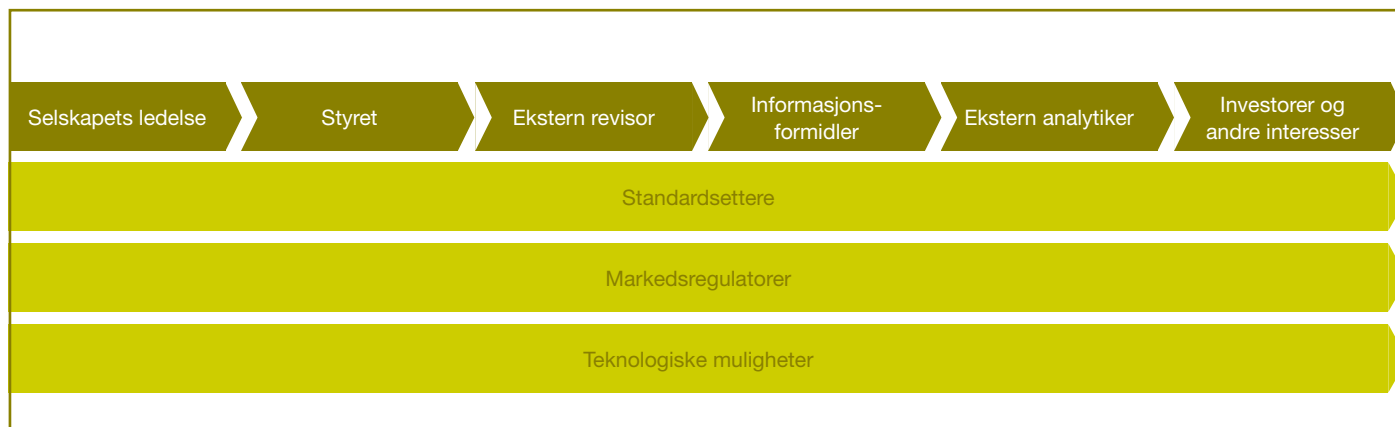 Selskapets ledelse
Styret
Ekstern revisor
Informasjons-
formidler
Ekstern analytiker
Investorer og
andre interesser
Standardsettere
Markedsregulatorer
Teknologiske muligheter